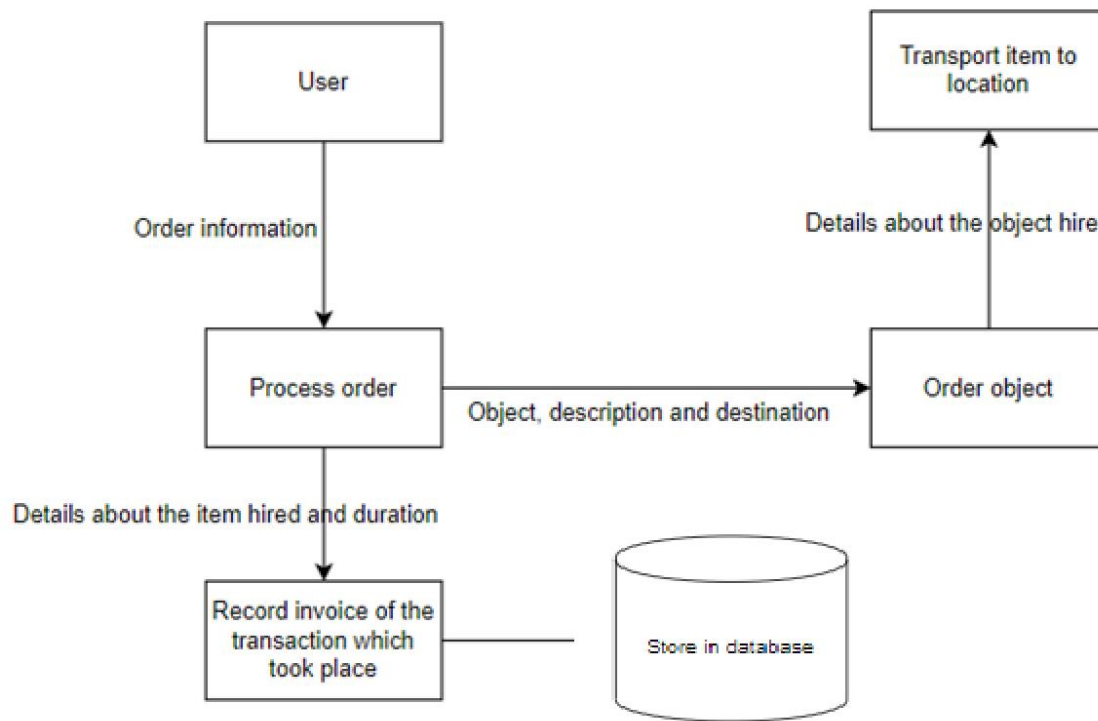 User
Transport item to
location
Order information
Details about the object hire
Process order
Object, description and destination
Order object
Details about the item hired and duration
Record invoice of the
transaction which
took place
Store in database